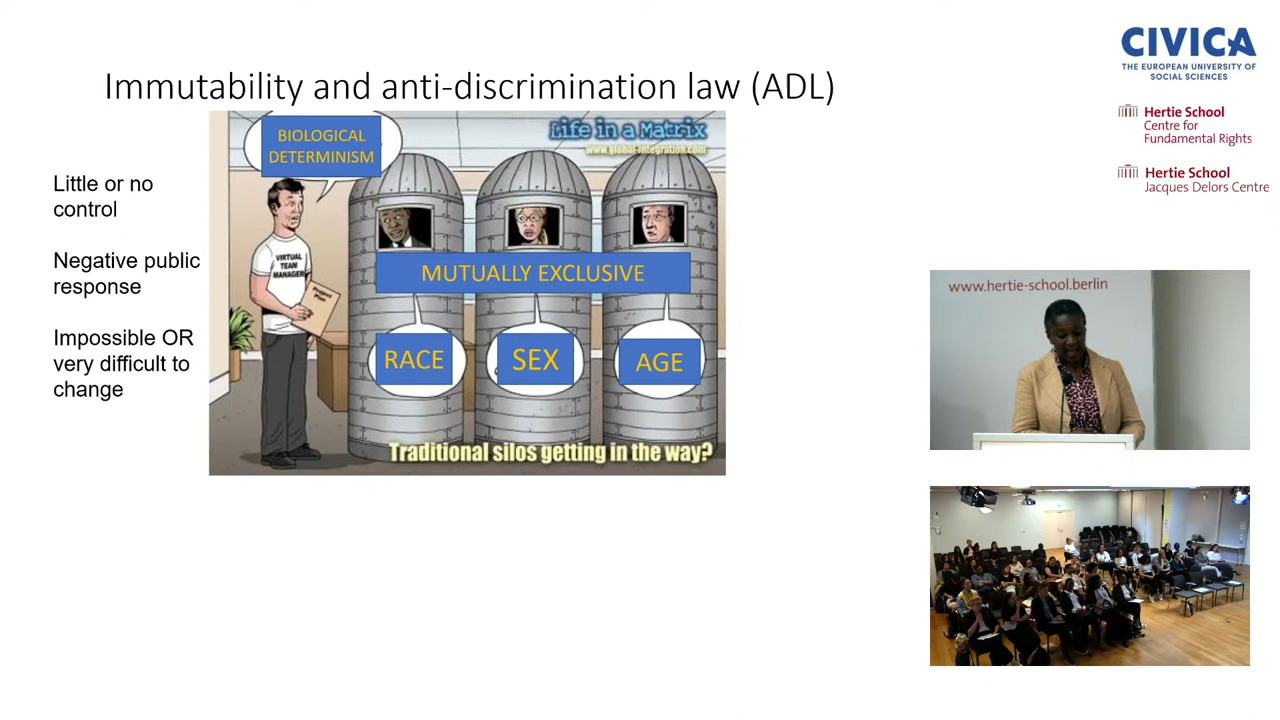 Immutability and anti-discrimination law (ADL)
Little or no
control
Negative public
response
Impossible OR
very difficult to
change
BIOLOGICAL
DETERMINISM
Life in a Matrix
www.global-integration.com
VIRTUAL
TEAM
MANAGER
Project
Plan
MUTUALLY EXCLUSIVE
RACE
SEX
AGE
Traditional silos getting in the way?
CIVICA
THE EUROPEAN UNIVERSITY OF
SOCIAL SCIENCES
Hertie School
Centre for
Fundamental Rights
Hertie School
Jacques Delors Centre
www.hertie-school.berlin